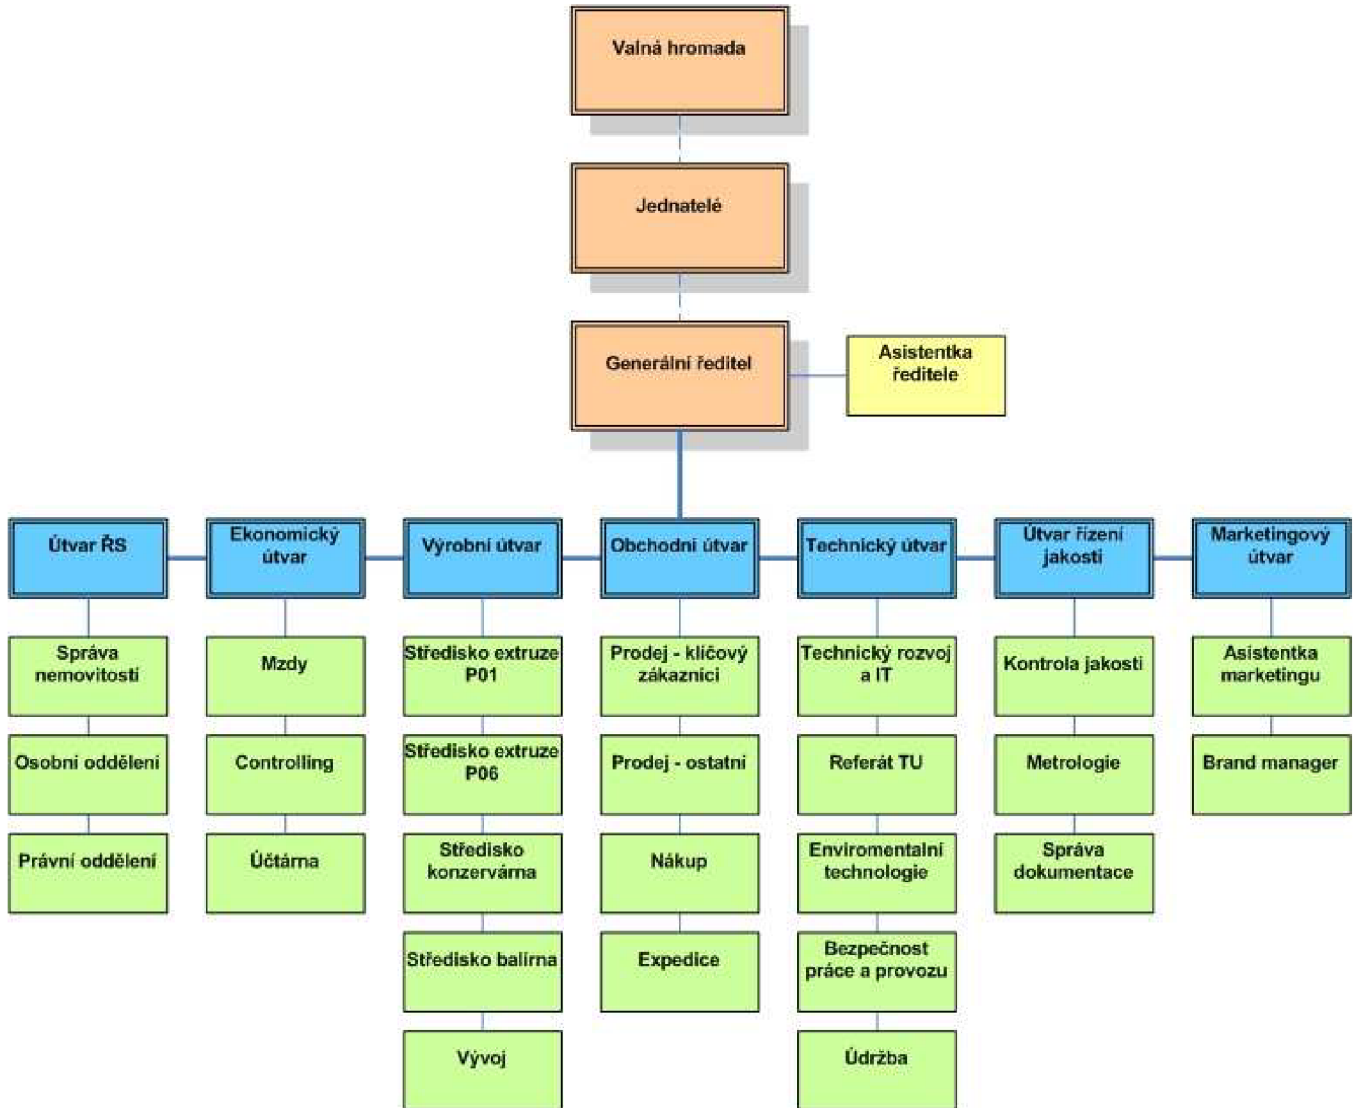 Valná hromada
Jednatelé
Generální ředitel
Asistentka
ředitele
Útvar ŘS
Ekonomický
útvar
Výrobní útvar
Obchodní útvar
Technický útvar
Útvar řízení
jakosti
Marketingový
útvar
Správa
nemovitostí
Mzdy
Středisko extruze
P01
Prodej - klíčový
zákazníci
Technický rozvoj
a IT
Kontrola jakosti
Asistentka
marketingu
Osobní oddělení
Controlling
Středisko extruze
P06
Prodej - ostatní
Referát TU
Metrologie
Brand manager
Právní oddělení
Účtárna
Středisko
konzervárna
Nákup
Enviromentalní
technologie
Správa
dokumentace
Středisko balírna
Expedice
Bezpečnost
práce a provozu
Vývoj
Údržba